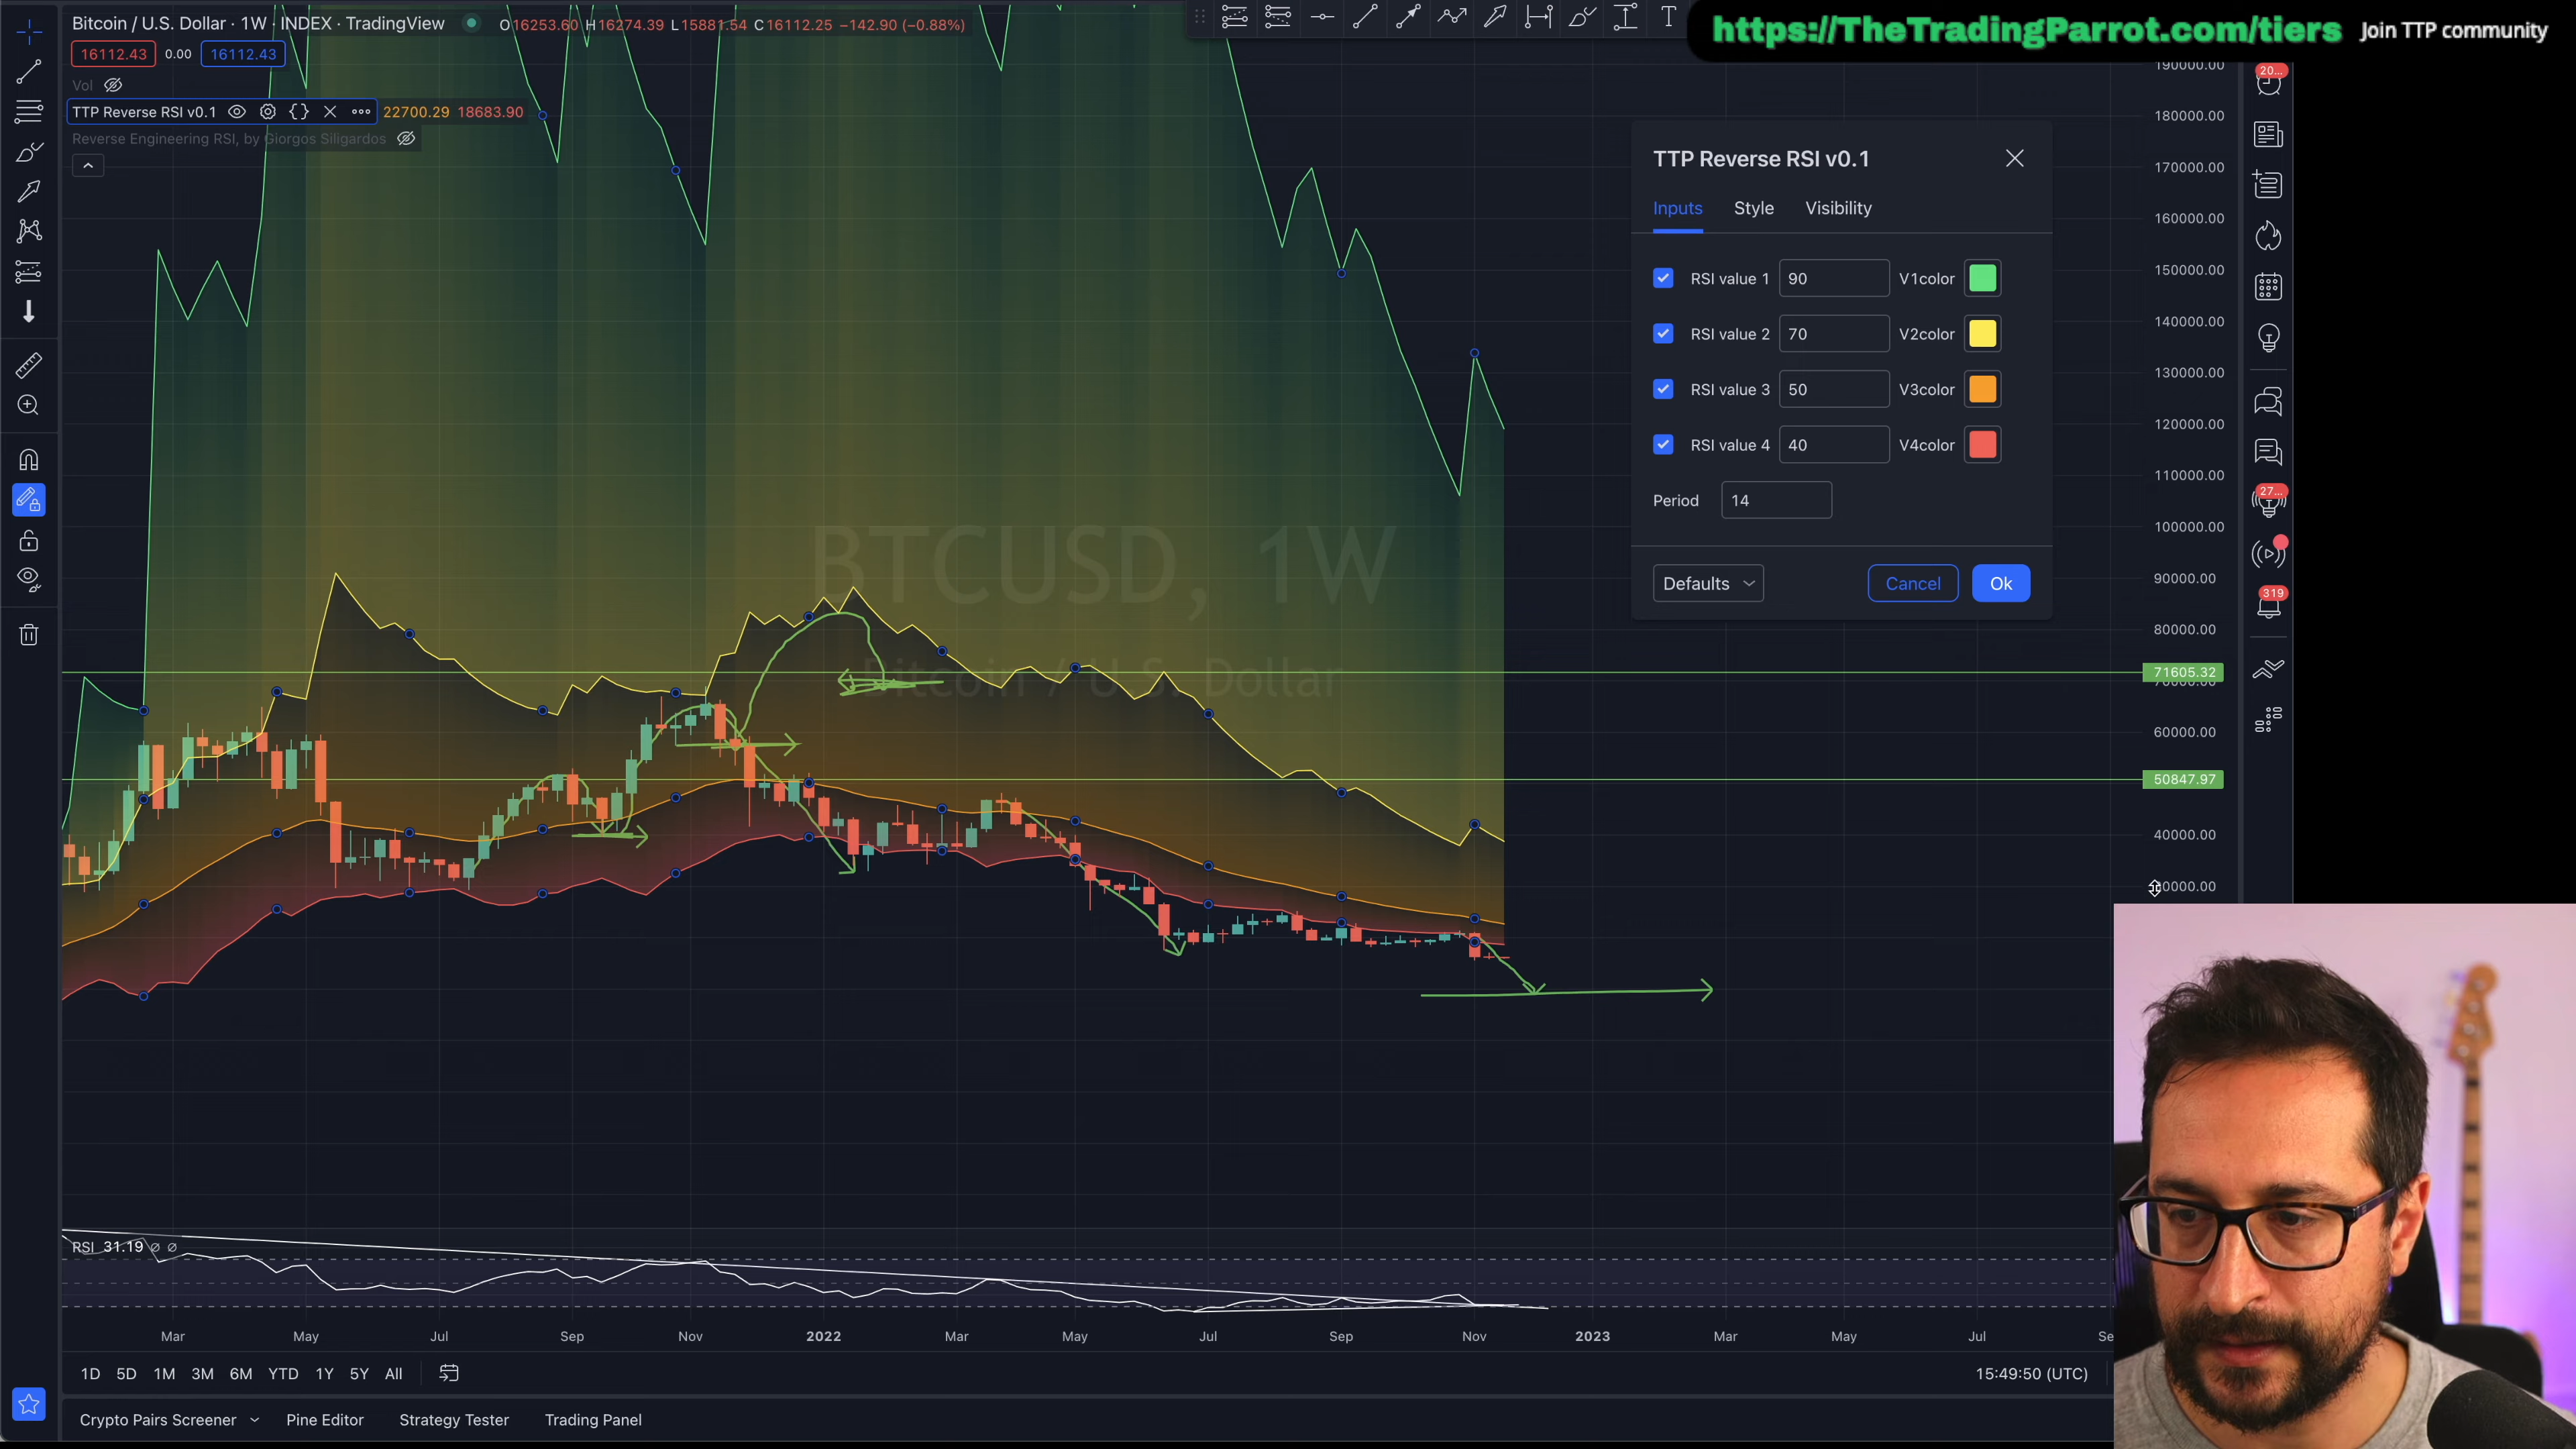 Bitcoin / U.S. Dollar · 1W · INDEX · TradingView O16253.60 H16274.39 L15881.54 C16112.25 −142.90 (−0.88%)
https://TheTradingParrot.com/tiers Join TTP community
16112.43 0.00 16112.43
Vol
TTP Reverse RSI v0.1 22700.29 18683.90
Reverse Engineering RSI, by Giorgos Siligardos
TTP Reverse RSI v0.1
Inputs Style Visibility
RSI value 1 90 V1color
RSI value 2 70 V2color
RSI value 3 50 V3color
RSI value 4 40 V4color
Period 14
Defaults Cancel Ok
BTCUSD, 1W
Bitcoin / U.S. Dollar
190000.00
180000.00
170000.00
160000.00
150000.00
140000.00
130000.00
120000.00
110000.00
100000.00
90000.00
80000.00
71605.32
60000.00
50847.97
40000.00
20...
27...
319
RSI 31.19 ∅ ∅
Mar May Jul Sep Nov 2022 Mar May Jul Sep Nov 2023 Mar May Jul Se
1D 5D 1M 3M 6M YTD 1Y 5Y All 15:49:50 (UTC)
Crypto Pairs Screener Pine Editor Strategy Tester Trading Panel